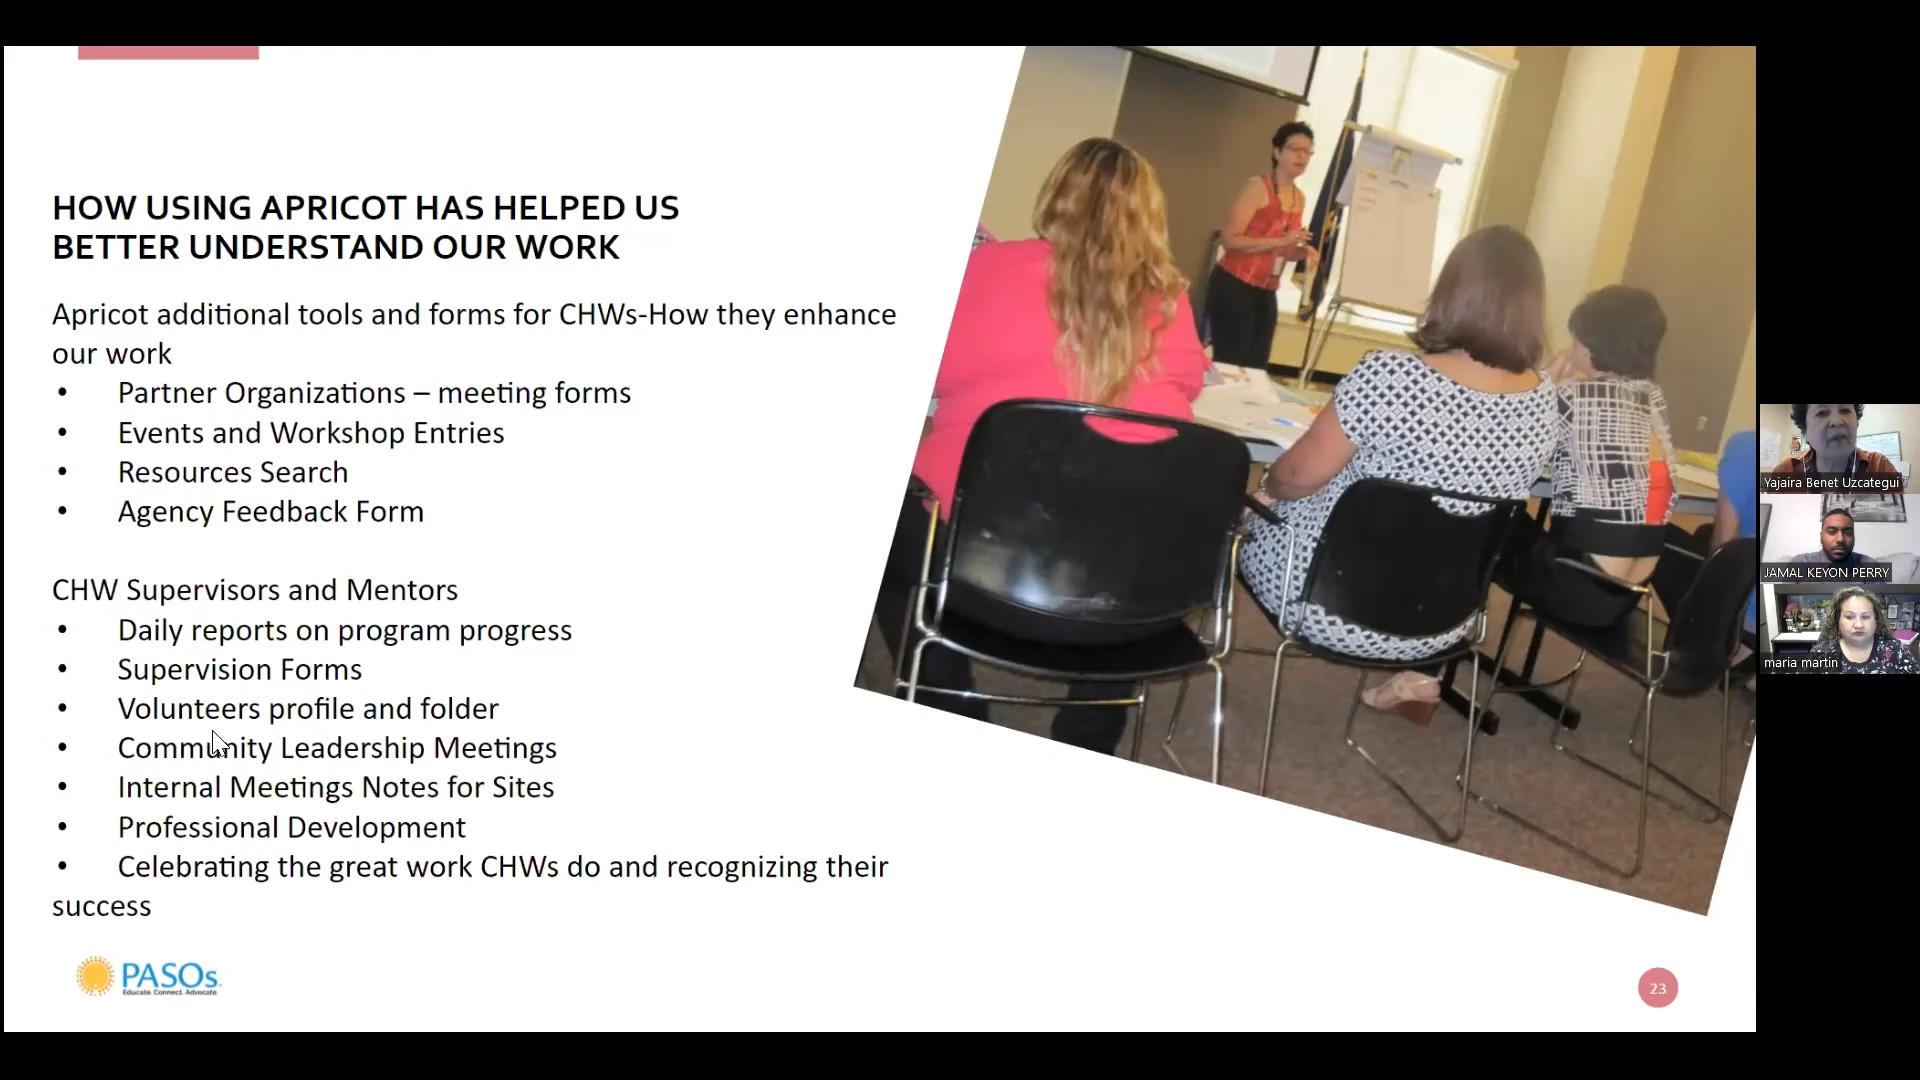 HOW USING APRICOT HAS HELPED US
BETTER UNDERSTAND OUR WORK
Apricot additional tools and forms for CHWs-How they enhance
our work
• Partner Organizations – meeting forms
• Events and Workshop Entries
• Resources Search
• Agency Feedback Form
CHW Supervisors and Mentors
• Daily reports on program progress
• Supervision Forms
• Volunteers profile and folder
• Community Leadership Meetings
• Internal Meetings Notes for Sites
• Professional Development
• Celebrating the great work CHWs do and recognizing their
success
PASOs
Educate. Connect. Advocate.
23
Yajaira Benet Uzcategui
JAMAL KEYON PERRY
maria martin